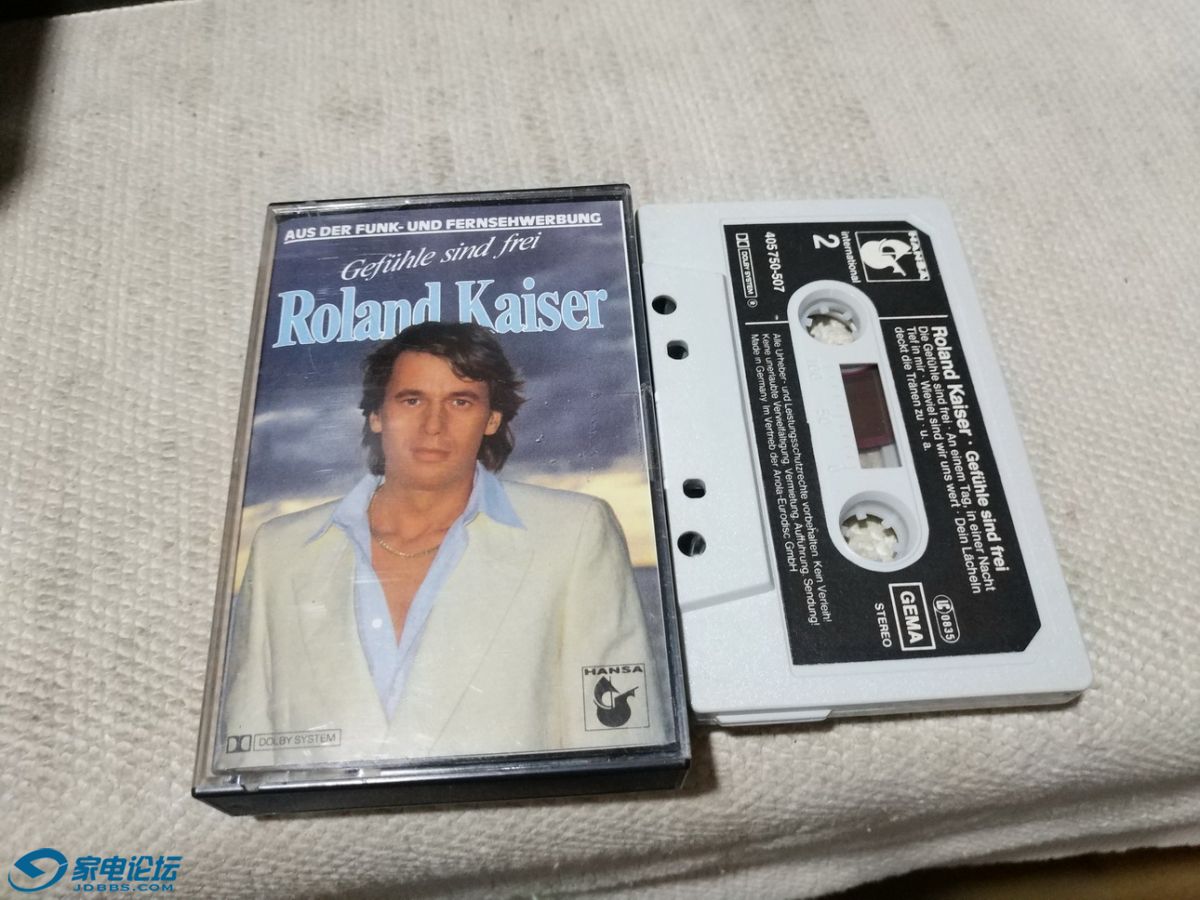 AUS DER FUNK- UND FERNSEHWERBUNG
Gefühle sind frei
Roland Kaiser
HANSA
DOLBY SYSTEM
HANSA
international
2
405 750-507
DOLBY SYSTEM
Roland Kaiser · Gefühle sind frei
Die Gefühle sind frei · An einem Tag, in einer Nacht
Tief in mir · Wieviel sind wir uns wert · Dein Lächeln
deckt die Tränen zu · u. a.
Alle Urheber- und Leistungsschutzrechte vorbehalten. Kein Verleih!
Keine unerlaubte Vervielfältigung, Vermietung, Aufführung, Sendung!
Made in Germany. Im Vertrieb der Ariola-Eurodisc GmbH
LC 0835
GEMA
STEREO
家电论坛
JDBBS.COM